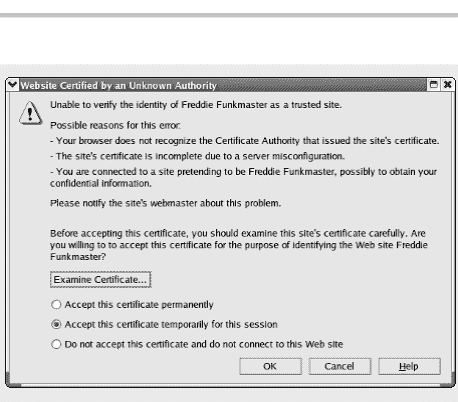 Website Certified by an Unknown Authority
Unable to verify the identity of Freddie Funkmaster as a trusted site.
Possible reasons for this error:
- Your browser does not recognize the Certificate Authority that issued the site's certificate.
- The site's certificate is incomplete due to a server misconfiguration.
- You are connected to a site pretending to be Freddie Funkmaster, possibly to obtain your
confidential information.
Please notify the site's webmaster about this problem.
Before accepting this certificate, you should examine this site's certificate carefully. Are
you willing to to accept this certificate for the purpose of identifying the Web site Freddie
Funkmaster?
Examine Certificate...
Accept this certificate permanently
Accept this certificate temporarily for this session
Do not accept this certificate and do not connect to this Web site
OK Cancel Help